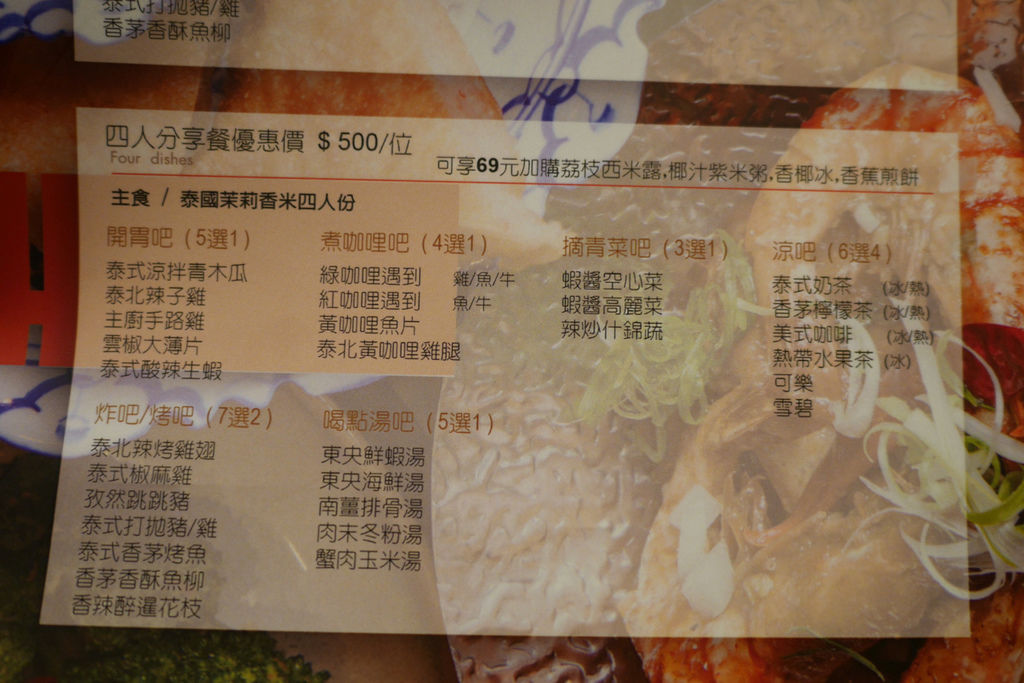 泰式打拋豬/雞
香茅香酥魚柳
四人分享餐優惠價 $500/位
Four dishes
可享69元加購荔枝西米露,椰汁紫米粥,香椰冰,香蕉煎餅
主食 / 泰國茉莉香米四人份
開胃吧 (5選1)
泰式涼拌青木瓜
泰北辣子雞
主廚手路雞
雲椒大薄片
泰式酸辣生蝦
煮咖哩吧 (4選1)
綠咖哩遇到 雞/魚/牛
紅咖哩遇到 魚/牛
黃咖哩魚片
泰北黃咖哩雞腿
摘青菜吧 (3選1)
蝦醬空心菜
蝦醬高麗菜
辣炒什錦蔬
涼吧 (6選4)
泰式奶茶 (冰/熱)
香茅檸檬茶 (冰/熱)
美式咖啡 (冰/熱)
熱帶水果茶 (冰)
可樂
雪碧
炸吧/烤吧 (7選2)
泰北辣烤雞翅
泰式椒麻雞
孜然跳跳豬
泰式打拋豬/雞
泰式香茅烤魚
香茅香酥魚柳
香辣醉暹花枝
喝點湯吧 (5選1)
東央鮮蝦湯
東央海鮮湯
南薑排骨湯
肉末冬粉湯
蟹肉玉米湯